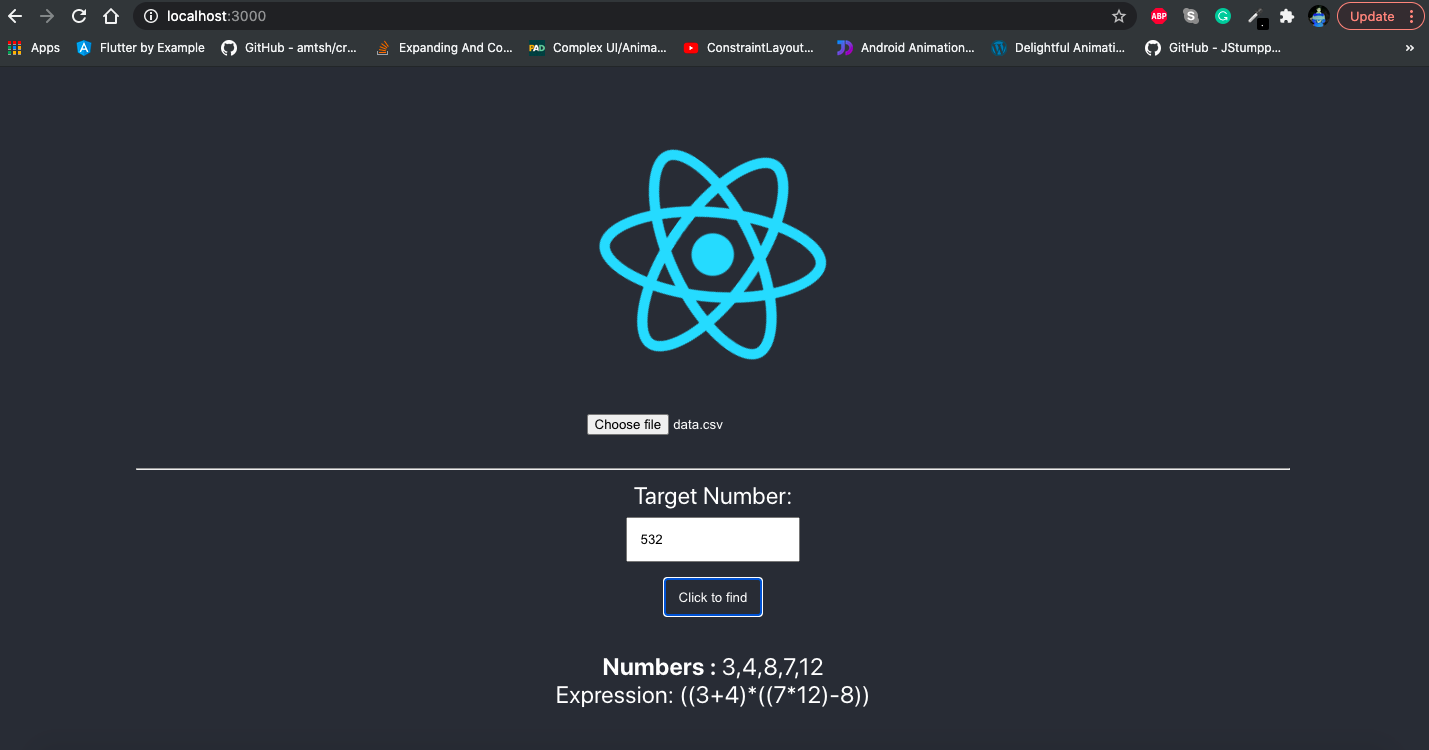 localhost:3000
ABP
Update
Apps
Flutter by Example
GitHub - amtsh/cr...
Expanding And Co...
PAD
Complex UI/Anima...
ConstraintLayout...
Android Animation...
Delightful Animati...
GitHub - JStumpp...
»
Choose file data.csv
Target Number:
532
Click to find
Numbers : 3,4,8,7,12
Expression: ((3+4)*((7*12)-8))